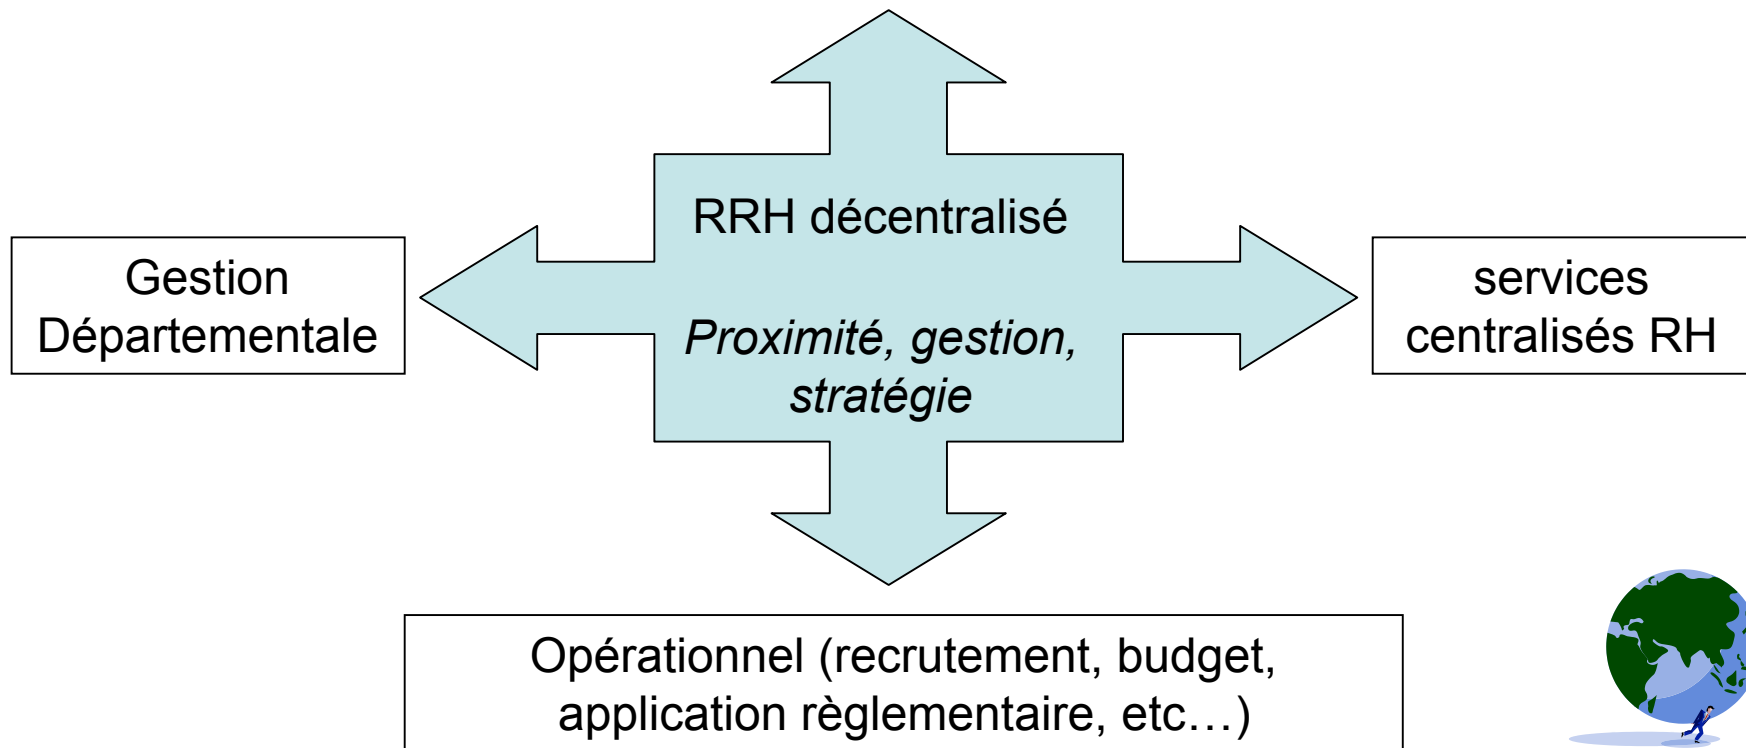 RRH décentralisé
Gestion
Départementale
Proximité, gestion,
stratégie
services
centralisés RH
Opérationnel (recrutement, budget,
application règlementaire, etc…)